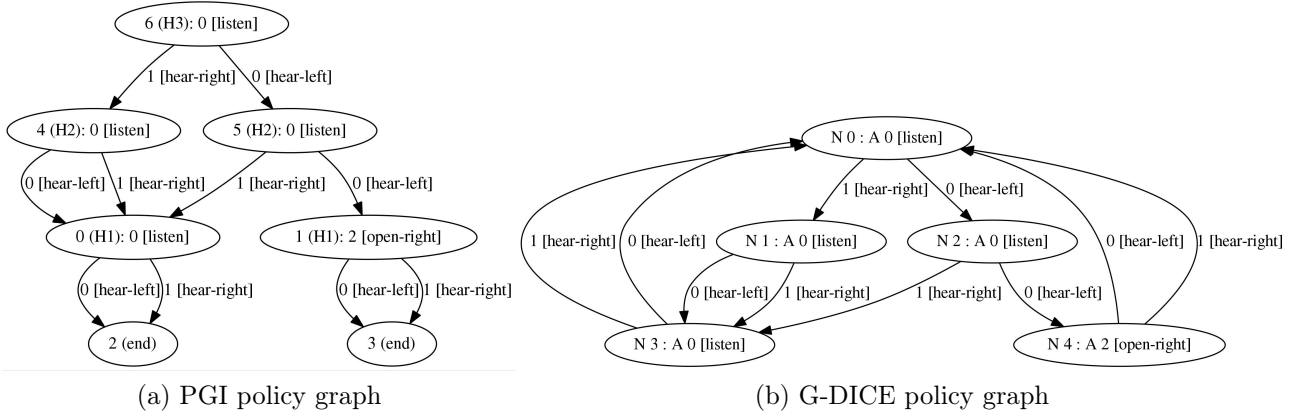 6 (H3): 0 [listen]
1 [hear-right] 0 [hear-left]
4 (H2): 0 [listen] 5 (H2): 0 [listen]
0 [hear-left] 1 [hear-right] 1 [hear-right] 0 [hear-left]
0 (H1): 0 [listen] 1 (H1): 2 [open-right]
0 [hear-left] 1 [hear-right] 0 [hear-left] 1 [hear-right]
2 (end) 3 (end)
(a) PGI policy graph
N 0 : A 0 [listen]
1 [hear-right] 0 [hear-left]
1 [hear-right] 0 [hear-left] N 1 : A 0 [listen] N 2 : A 0 [listen] 0 [hear-left] 1 [hear-right]
0 [hear-left] 1 [hear-right] 1 [hear-right] 0 [hear-left]
N 3 : A 0 [listen] N 4 : A 2 [open-right]
(b) G-DICE policy graph